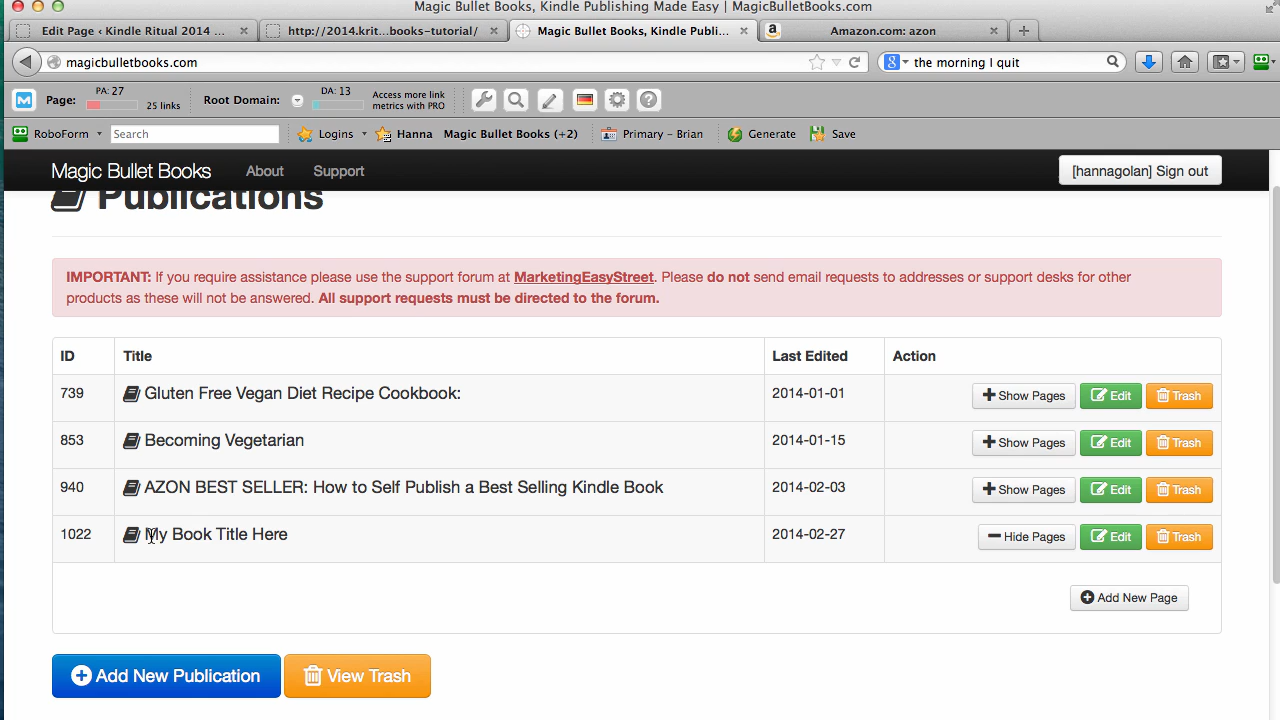 Magic Bullet Books, Kindle Publishing Made Easy | MagicBulletBooks.com
Edit Page ‹ Kindle Ritual 2014 ...
http://2014.krit...books-tutorial/
Magic Bullet Books, Kindle Publi...
Amazon.com: azon
magicbulletbooks.com
the morning I quit
Page:
PA: 27
25 links
Root Domain:
DA: 13
Access more link
metrics with PRO
RoboForm
Search
Logins
Hanna
Magic Bullet Books (+2)
Primary - Brian
Generate
Save
Magic Bullet Books
About
Support
[hannagolan] Sign out
Publications
IMPORTANT: If you require assistance please use the support forum at MarketingEasyStreet. Please do not send email requests to addresses or support desks for other
products as these will not be answered. All support requests must be directed to the forum.
ID Title Last Edited Action
739 Gluten Free Vegan Diet Recipe Cookbook: 2014-01-01 Show Pages Edit Trash
853 Becoming Vegetarian 2014-01-15 Show Pages Edit Trash
940 AZON BEST SELLER: How to Self Publish a Best Selling Kindle Book 2014-02-03 Show Pages Edit Trash
1022 My Book Title Here 2014-02-27 Hide Pages Edit Trash
Add New Page
Add New Publication
View Trash